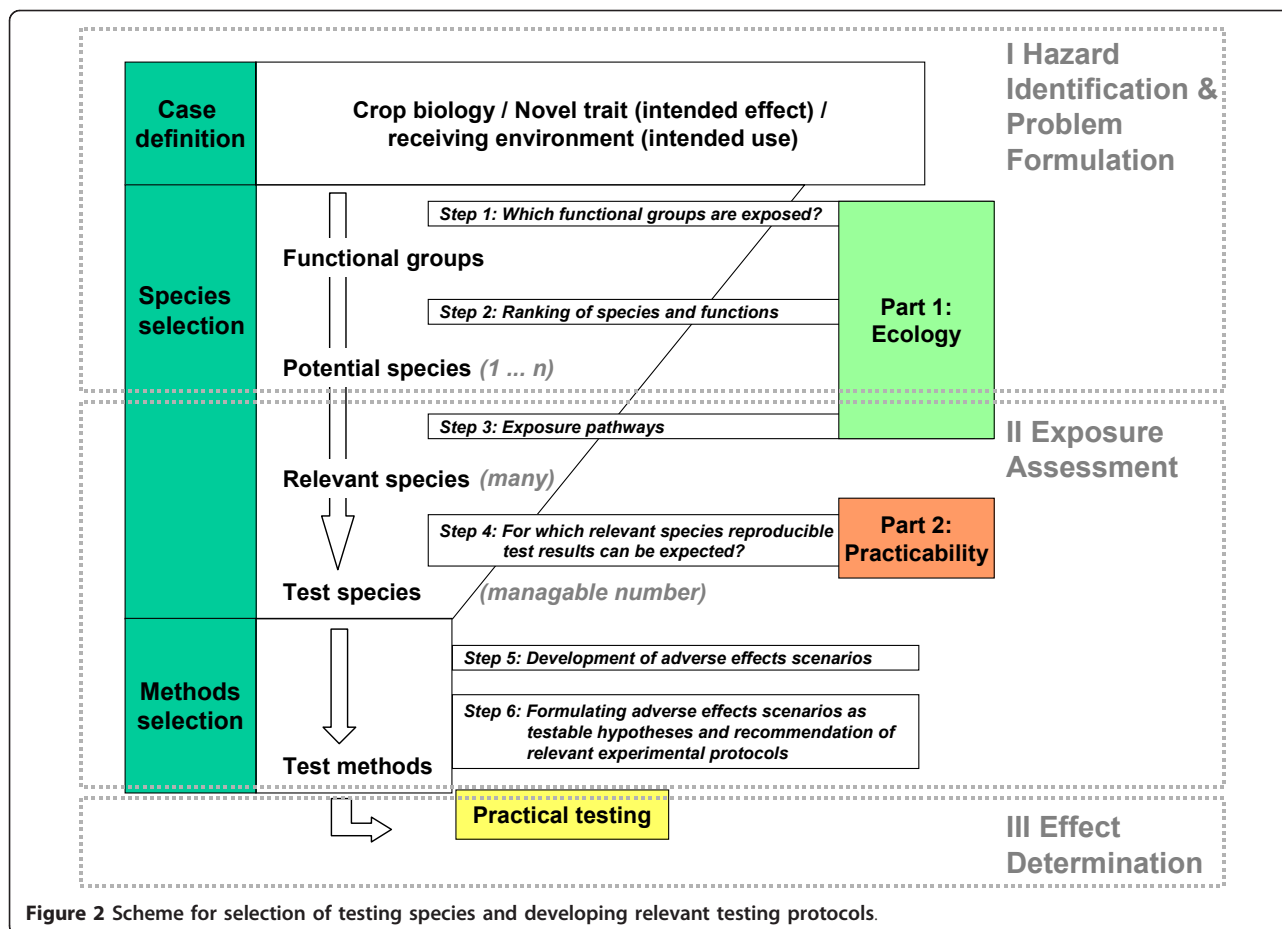 I Hazard
Identification &
Problem
Formulation
Case
definition
Crop biology / Novel trait (intended effect) /
receiving environment (intended use)
Species
selection
Step 1: Which functional groups are exposed?
Functional groups
Step 2: Ranking of species and functions
Potential species (1 ... n)
Part 1:
Ecology
Step 3: Exposure pathways
II Exposure
Assessment
Relevant species (many)
Step 4: For which relevant species reproducible
test results can be expected?
Part 2:
Practicability
Test species (managable number)
Methods
selection
Step 5: Development of adverse effects scenarios
Step 6: Formulating adverse effects scenarios as
testable hypotheses and recommendation of
relevant experimental protocols
Test methods
Practical testing
III Effect
Determination
Figure 2 Scheme for selection of testing species and developing relevant testing protocols.